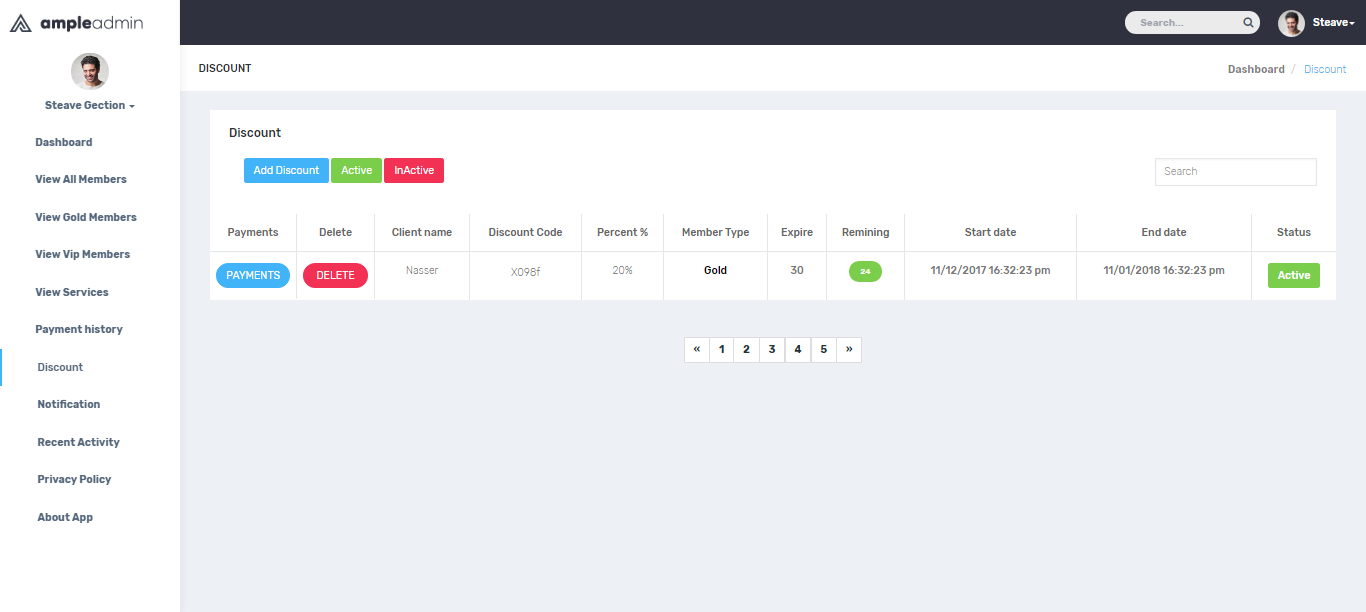 ampleadmin
Search...
Steave
Steave Gection
Dashboard
View All Members
View Gold Members
View Vip Members
View Services
Payment history
Discount
Notification
Recent Activity
Privacy Policy
About App
DISCOUNT
Dashboard / Discount
Discount
Add Discount Active InActive
Search
Payments Delete Client name Discount Code Percent % Member Type Expire Remining Start date End date Status
PAYMENTS DELETE Nasser X098f 20% Gold 30 24 11/12/2017 16:32:23 pm 11/01/2018 16:32:23 pm Active
« 1 2 3 4 5 »